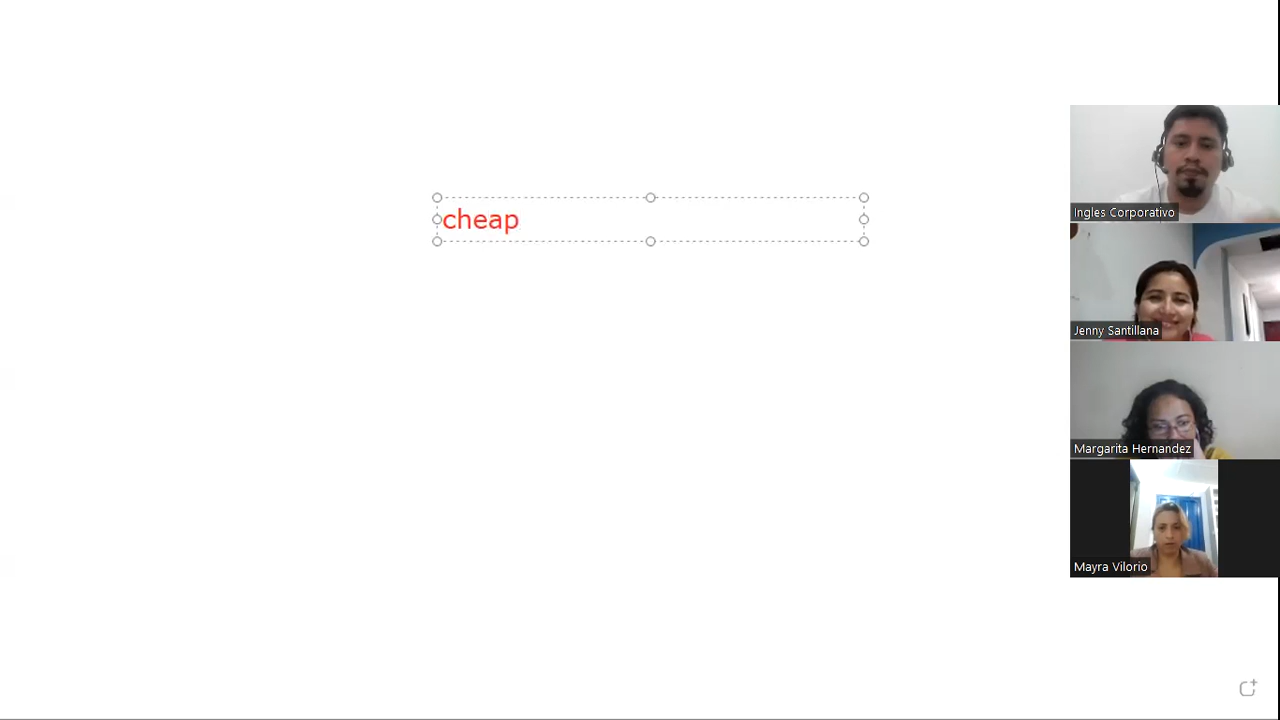 cheap
Ingles Corporativo
Jenny Santillana
Margarita Hernandez
Mayra Vilorio